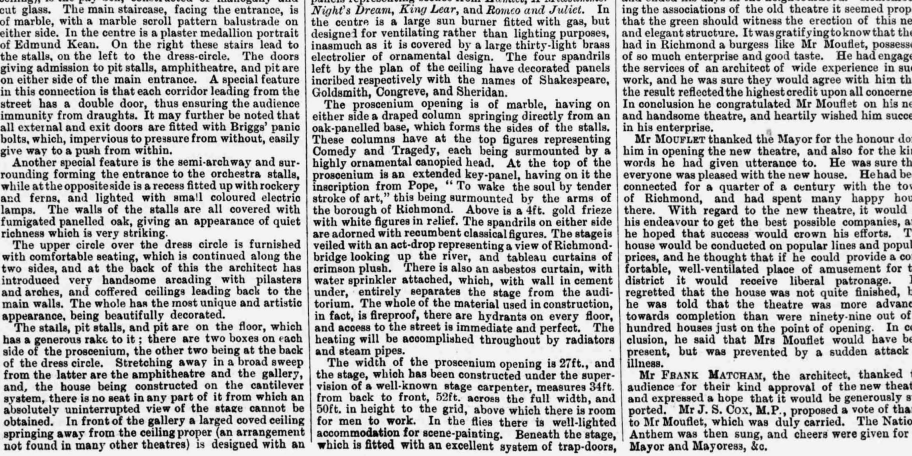 cut glass. The main staircase, facing the entrance, is
of marble, with a marble scroll pattern balustrade on
either side. In the centre is a plaster medallion portrait
of Edmund Kean. On the right these stairs lead to
the stalls, on the left to the dress-circle. The doors
giving admission to pit stalls, amphitheatre, and pit are
on either side of the main entrance. A special feature
in this connection is that each corridor leading from the
street has a double door, thus ensuring the audience
immunity from draughts. It may further be noted that
all external and exit doors are fitted with Briggs' panic
bolts, which, impervious to pressure from without, easily
give way to a push from within.
Another special feature is the semi-archway and sur-
rounding forming the entrance to the orchestra stalls,
while at the opposite side is a recess fitted up with rockery
and ferns, and lighted with small coloured electric
lamps. The walls of the stalls are all covered with
fumigated panelled oak, giving an appearance of quiet
richness which is very striking.
The upper circle over the dress circle is furnished
with comfortable seating, which is continued along the
two sides, and at the back of this the architect has
introduced very handsome arcading with pilasters
and arches, and coffered ceilings leading back to the
main walls. The whole has the most unique and artistic
appearance, being beautifully decorated.
The stalls, pit stalls, and pit are on the floor, which
has a generous rake to it; there are two boxes on each
side of the proscenium, the other two being at the back
of the dress circle. Stretching away in a broad sweep
from the latter are the amphitheatre and the gallery,
and, the house being constructed on the cantilever
system, there is no seat in any part of it from which an
absolutely uninterrupted view of the stage cannot be
obtained. In front of the gallery a large coved ceiling
springing away from the ceiling proper (an arrangement
not found in many other theatres) is designed with an
Night's Dream, King Lear, and Romeo and Juliet. In
the centre is a large sun burner fitted with gas, but
designed for ventilating rather than lighting purposes,
inasmuch as it is covered by a large thirty-light brass
electrolier of ornamental design. The four spandrils
left by the plan of the ceiling have decorated panels
incribed respectively with the names of Shakespeare,
Goldsmith, Congreve, and Sheridan.
The proscenium opening is of marble, having on
either side a draped column springing directly from an
oak-panelled base, which forms the sides of the stalls.
These columns have at the top figures representing
Comedy and Tragedy, each being surmounted by a
highly ornamental canopied head. At the top of the
proscenium is an extended key-panel, having on it the
inscription from Pope, "To wake the soul by tender
stroke of art," this being surmounted by the arms of
the borough of Richmond. Above is a 4ft. gold frieze
with white figures in relief. The spandrils on either side
are adorned with recumbent classical figures. The stage is
veiled with an act-drop representing a view of Richmond-
bridge looking up the river, and tableau curtains of
crimson plush. There is also an asbestos curtain, with
water sprinkler attached, which, with wall in cement
under, entirely separates the stage from the audi-
torium. The whole of the material used in construction,
in fact, is fireproof, there are hydrants on every floor,
and access to the street is immediate and perfect. The
heating will be accomplished throughout by radiators
and steam pipes.
The width of the proscenium opening is 27ft., and
the stage, which has been constructed under the super-
vision of a well-known stage carpenter, measures 34ft.
from back to front, 52ft. across the full width, and
50ft. in height to the grid, above which there is room
for men to work. In the flies there is well-lighted
accommodation for scene-painting. Beneath the stage,
which is fitted with an excellent system of trap-doors,
ing the associations of the old theatre it seemed prop
that the green should witness the erection of this ne
and elegant structure. It was gratifying to know that the
had in Richmond a burgess like Mr Mouflet, possesse
of so much enterprise and good taste. He had engage
the services of an architect of wide experience in su
work, and he was sure they would agree with him th
the result reflected the highest credit upon all concerne
In conclusion he congratulated Mr Mouflet on his ne
and handsome theatre, and heartily wished him succe
in his enterprise.
Mr MOUFLET thanked the Mayor for the honour do
him in opening the new theatre, and also for the ki
words he had given utterance to. He was sure th
everyone was pleased with the new house. He had be
connected for a quarter of a century with the to
of Richmond, and had spent many happy hou
there. With regard to the new theatre, it would
his endeavour to get the best possible companies, a
he hoped that success would crown his efforts. T
house would be conducted on popular lines and popul
prices, and he thought that if he could provide a co
fortable, well-ventilated place of amusement for t
district it would receive liberal patronage.
regretted that the house was not quite finished, b
he was told that the theatre was more advanc
towards completion than were ninety-nine out of
hundred houses just on the point of opening. In co
clusion, he said that Mrs Mouflet would have be
present, but was prevented by a sudden attack
illness.
Mr FRANK MATCHAM, the architect, thanked
audience for their kind approval of the new theat
and expressed a hope that it would be generously s
ported. Mr J. S. COX, M.P., proposed a vote of tha
to Mr Mouflet, which was duly carried. The Natio
Anthem was then sung, and cheers were given for
Mayor and Mayoress, &c.